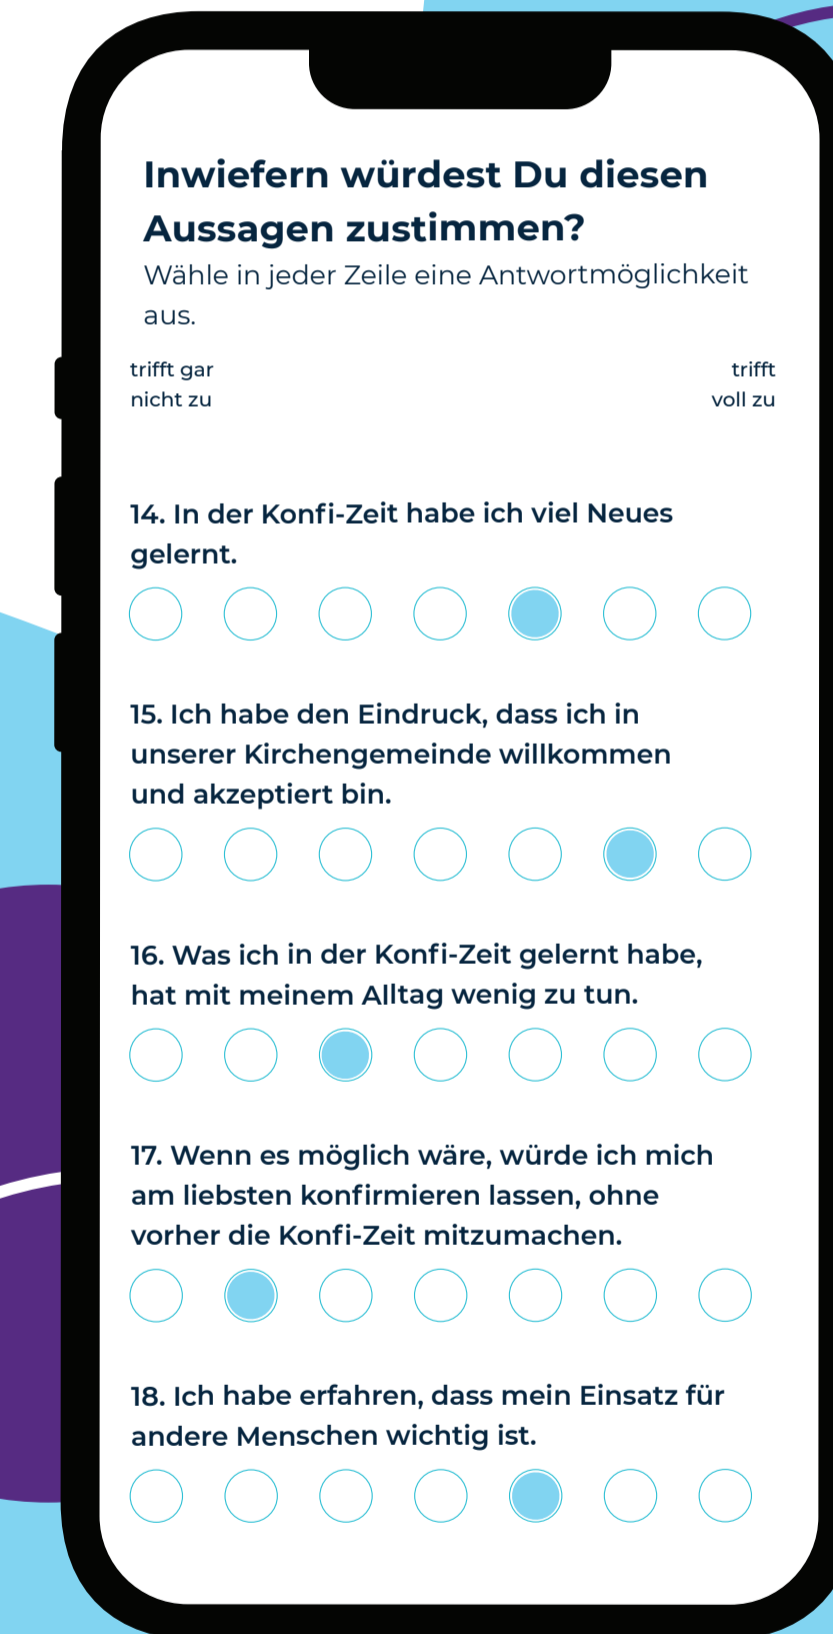 Inwiefern würdest Du diesen
Aussagen zustimmen?
Wähle in jeder Zeile eine Antwortmöglichkeit
aus.
trifft gar
nicht zu
trifft
voll zu
14. In der Konfi-Zeit habe ich viel Neues
gelernt.
15. Ich habe den Eindruck, dass ich in
unserer Kirchengemeinde willkommen
und akzeptiert bin.
16. Was ich in der Konfi-Zeit gelernt habe,
hat mit meinem Alltag wenig zu tun.
17. Wenn es möglich wäre, würde ich mich
am liebsten konfirmieren lassen, ohne
vorher die Konfi-Zeit mitzumachen.
18. Ich habe erfahren, dass mein Einsatz für
andere Menschen wichtig ist.